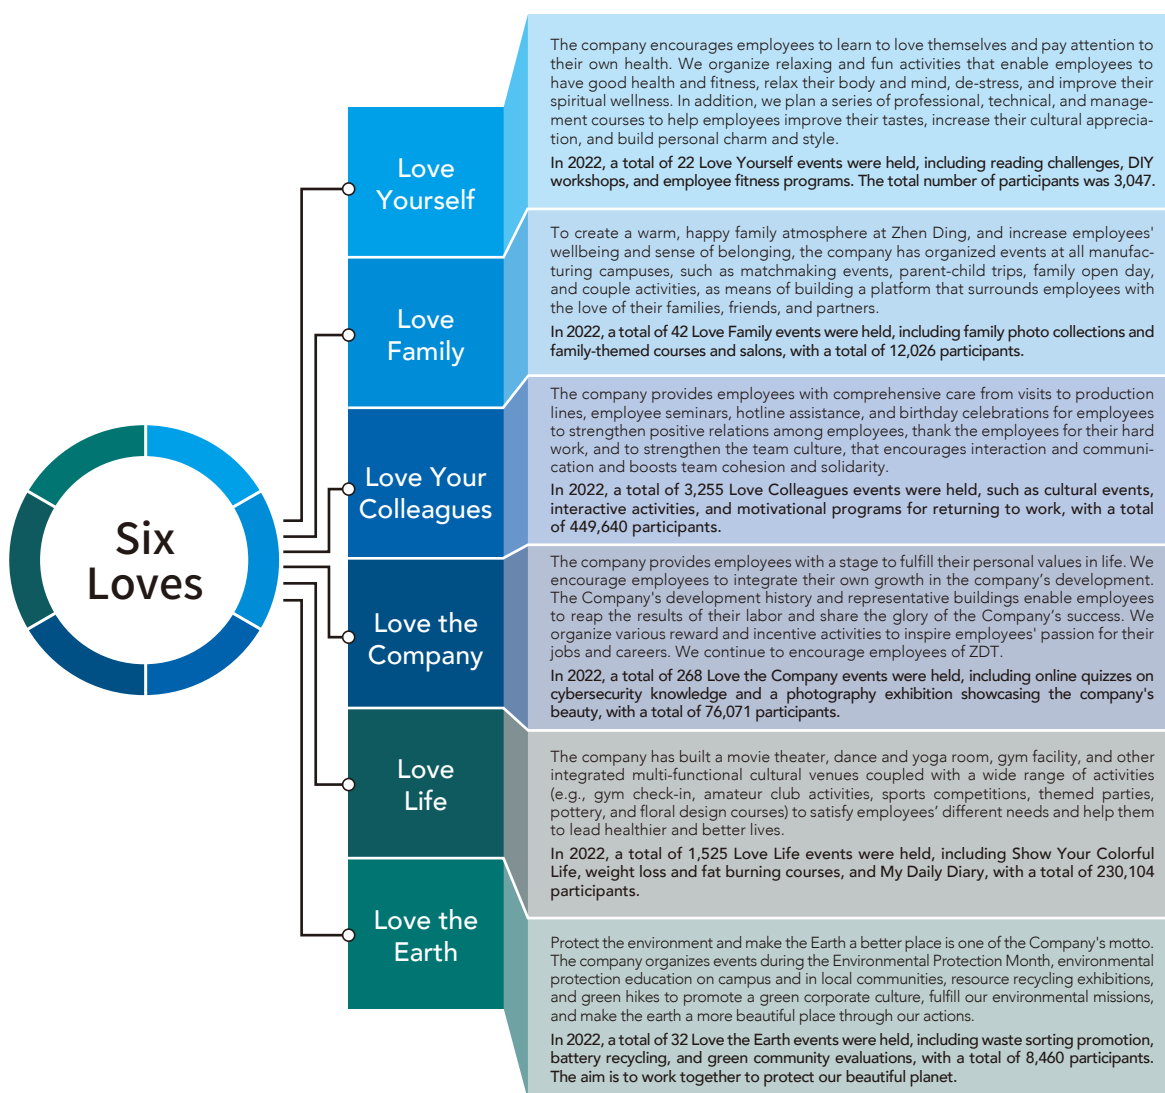 Six
Loves
Love
Yourself
The company encourages employees to learn to love themselves and pay attention to
their own health. We organize relaxing and fun activities that enable employees to
have good health and fitness, relax their body and mind, de-stress, and improve their
spiritual wellness. In addition, we plan a series of professional, technical, and manage-
ment courses to help employees improve their tastes, increase their cultural apprecia-
tion, and build personal charm and style.
In 2022, a total of 22 Love Yourself events were held, including reading challenges, DIY
workshops, and employee fitness programs. The total number of participants was 3,047.
Love
Family
To create a warm, happy family atmosphere at Zhen Ding, and increase employees'
wellbeing and sense of belonging, the company has organized events at all manufac-
turing campuses, such as matchmaking events, parent-child trips, family open day,
and couple activities, as means of building a platform that surrounds employees with
the love of their families, friends, and partners.
In 2022, a total of 42 Love Family events were held, including family photo collections and
family-themed courses and salons, with a total of 12,026 participants.
Love Your
Colleagues
The company provides employees with comprehensive care from visits to production
lines, employee seminars, hotline assistance, and birthday celebrations for employees
to strengthen positive relations among employees, thank the employees for their hard
work, and to strengthen the team culture, that encourages interaction and communi-
cation and boosts team cohesion and solidarity.
In 2022, a total of 3,255 Love Colleagues events were held, such as cultural events,
interactive activities, and motivational programs for returning to work, with a total
of 449,640 participants.
Love the
Company
The company provides employees with a stage to fulfill their personal values in life. We
encourage employees to integrate their own growth in the company’s development.
The Company's development history and representative buildings enable employees
to reap the results of their labor and share the glory of the Company’s success. We
organize various reward and incentive activities to inspire employees' passion for their
jobs and careers. We continue to encourage employees of ZDT.
In 2022, a total of 268 Love the Company events were held, including online quizzes on
cybersecurity knowledge and a photography exhibition showcasing the company's
beauty, with a total of 76,071 participants.
Love
Life
The company has built a movie theater, dance and yoga room, gym facility, and other
integrated multi-functional cultural venues coupled with a wide range of activities
(e.g., gym check-in, amateur club activities, sports competitions, themed parties,
pottery, and floral design courses) to satisfy employees’ different needs and help them
to lead healthier and better lives.
In 2022, a total of 1,525 Love Life events were held, including Show Your Colorful
Life, weight loss and fat burning courses, and My Daily Diary, with a total of 230,104
participants.
Love the
Earth
Protect the environment and make the Earth a better place is one of the Company's motto.
The company organizes events during the Environmental Protection Month, environmental
protection education on campus and in local communities, resource recycling exhibitions,
and green hikes to promote a green corporate culture, fulfill our environmental missions,
and make the earth a more beautiful place through our actions.
In 2022, a total of 32 Love the Earth events were held, including waste sorting promotion,
battery recycling, and green community evaluations, with a total of 8,460 participants.
The aim is to work together to protect our beautiful planet.